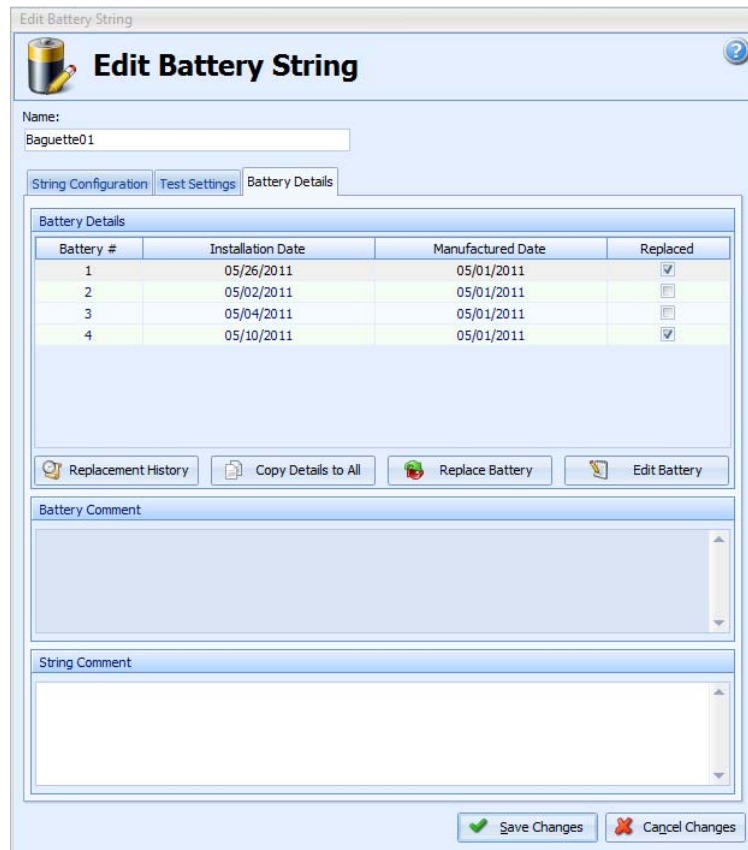 Edit Battery String
Edit Battery String
?
Name:
Baguette01
String Configuration Test Settings Battery Details
Battery Details
Battery # Installation Date Manufactured Date Replaced
1 05/26/2011 05/01/2011
2 05/02/2011 05/01/2011
3 05/04/2011 05/01/2011
4 05/10/2011 05/01/2011
Replacement History Copy Details to All Replace Battery Edit Battery
Battery Comment
String Comment
Save Changes Cancel Changes